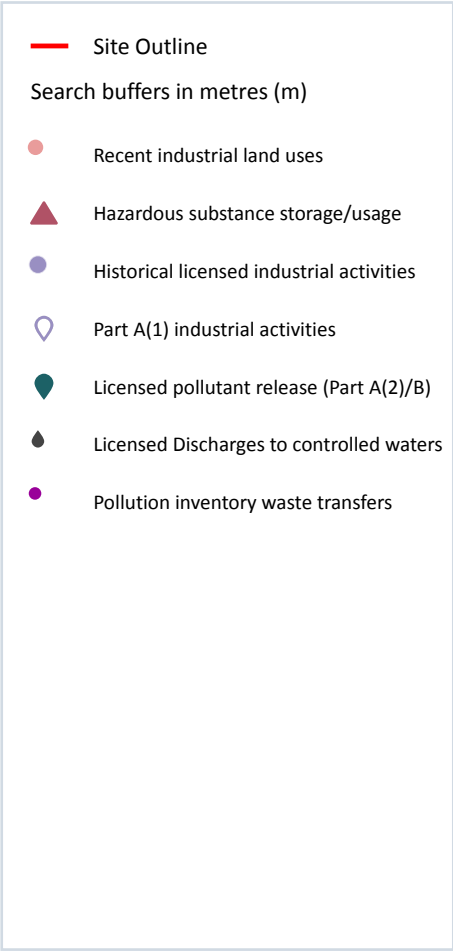 Site Outline
Search buffers in metres (m)
Recent industrial land uses
Hazardous substance storage/usage
Historical licensed industrial activities
Part A(1) industrial activities
Licensed pollutant release (Part A(2)/B)
Licensed Discharges to controlled waters
Pollution inventory waste transfers